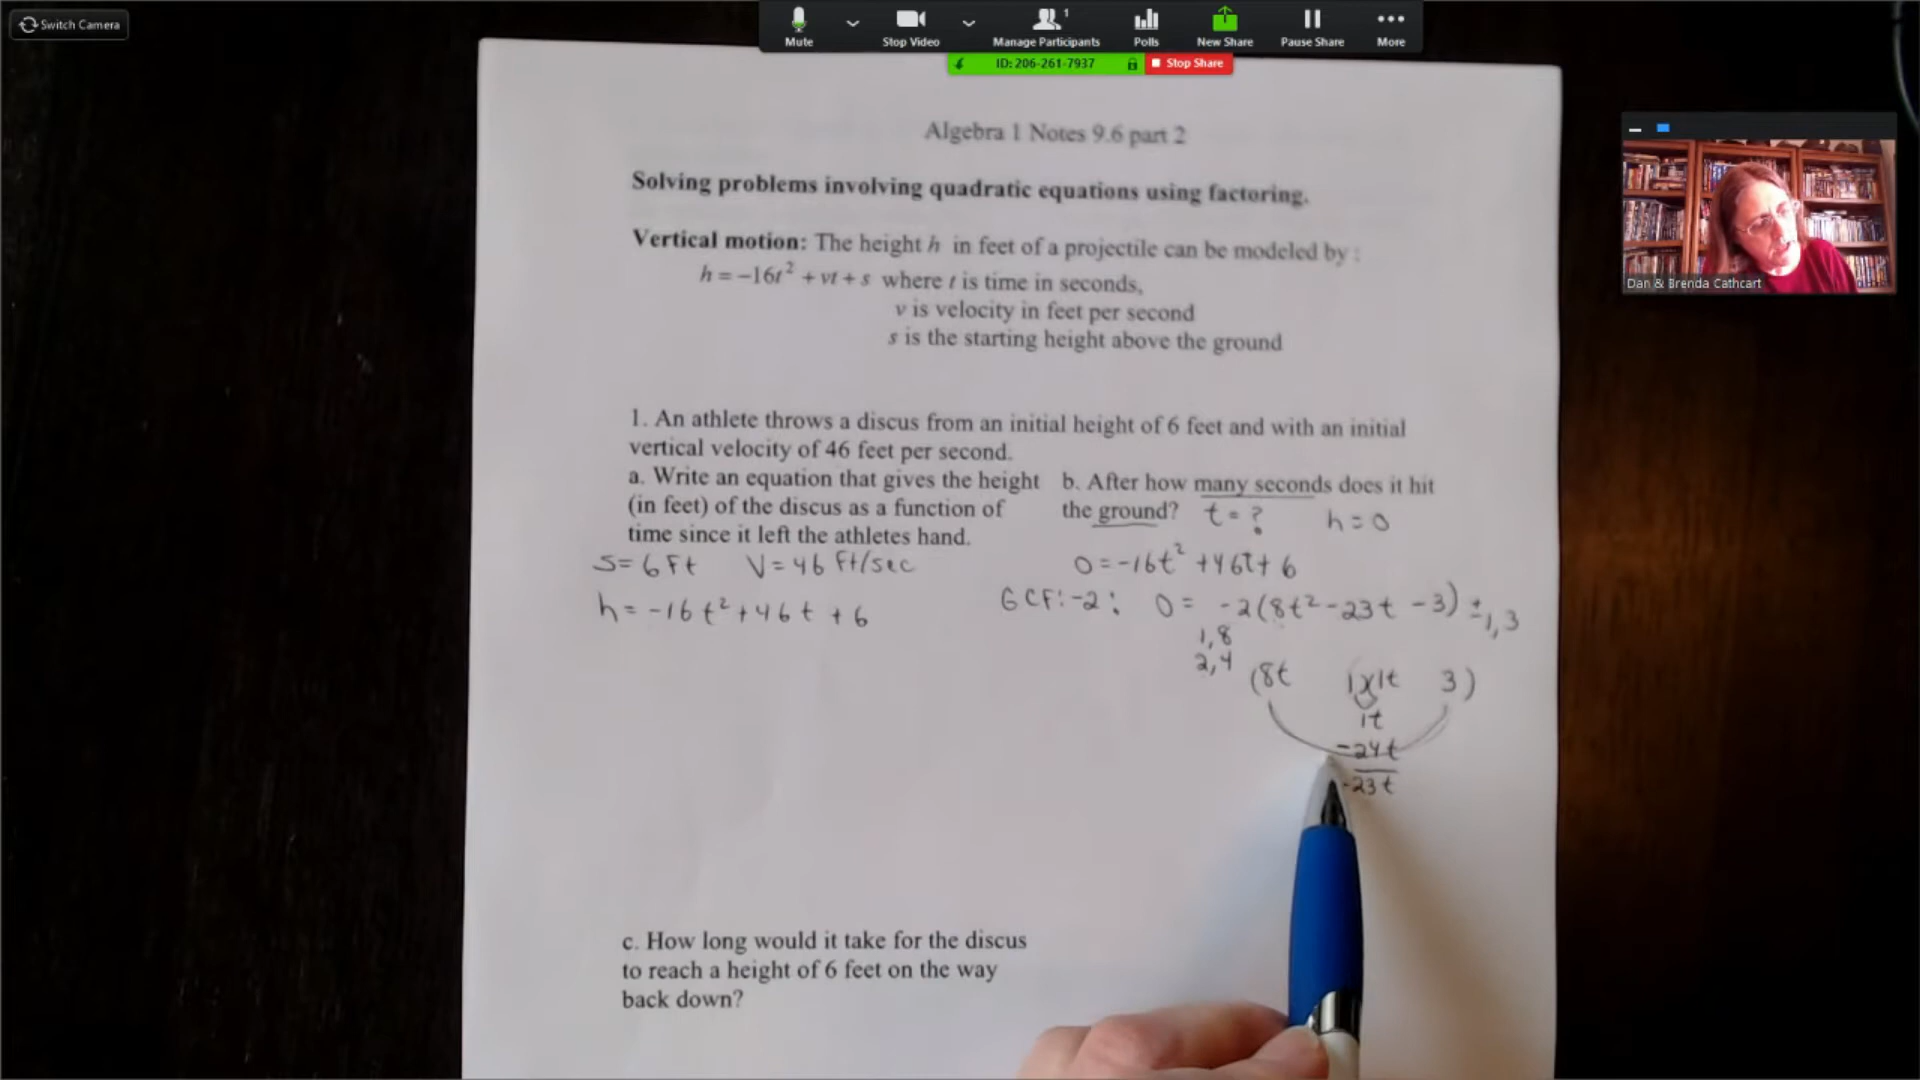 Switch Camera
Mute
Stop Video
1
Manage Participants
Polls
New Share
Pause Share
More
ID: 206-261-7937
Stop Share
Dan & Brenda Cathcart
Algebra 1 Notes 9.6 part 2
Solving problems involving quadratic equations using factoring.
Vertical motion: The height h in feet of a projectile can be modeled by :
h = −16t² + vt + s where t is time in seconds,
v is velocity in feet per second
s is the starting height above the ground
1. An athlete throws a discus from an initial height of 6 feet and with an initial
vertical velocity of 46 feet per second.
a. Write an equation that gives the height
(in feet) of the discus as a function of
time since it left the athletes hand.
s = 6 Ft v = 46 Ft/sec
h = -16t² + 46t + 6
b. After how many seconds does it hit
the ground? t = ? h = 0
0 = -16t² + 46t + 6
GCF: -2: 0 = -2(8t² - 23t - 3) ± 1, 3
1, 8
2, 4
(8t 1)(1t 3)
1t
-24t
-23t
c. How long would it take for the discus
to reach a height of 6 feet on the way
back down?